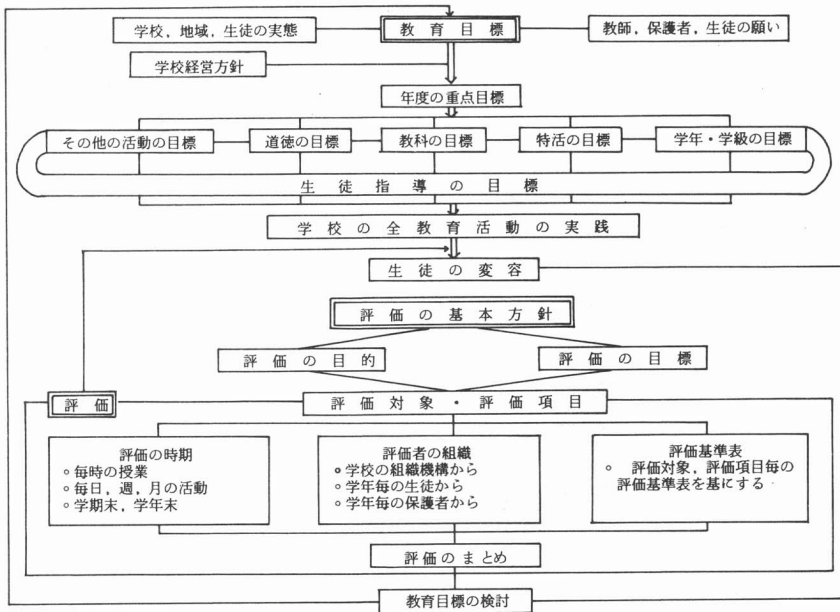 学校，地域，生徒の実態
教育目標
教師，保護者，生徒の願い
学校経営方針
年度の重点目標
その他の活動の目標
道徳の目標
教科の目標
特活の目標
学年・学級の目標
生徒指導の目標
学校の全教育活動の実践
生徒の変容
評価の基本方針
評価の目的
評価の目標
評価
評価対象・評価項目
評価の時期
○毎時の授業
○毎日，週，月の活動
○学期末，学年末
評価者の組織
○学校の組織機構から
○学年毎の生徒から
○学年毎の保護者から
評価基準表
○ 評価対象，評価項目毎の
評価基準表を基にする
評価のまとめ
教育目標の検討